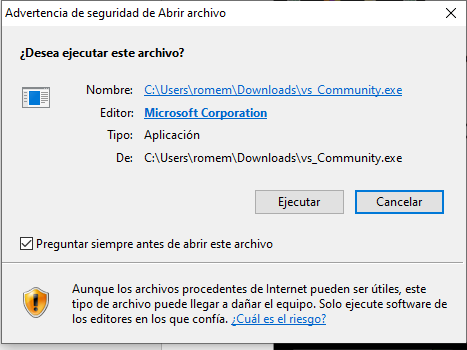 Advertencia de seguridad de Abrir archivo
¿Desea ejecutar este archivo?
Nombre: C:\Users\romem\Downloads\vs_Community.exe
Editor: Microsoft Corporation
Tipo: Aplicación
De: C:\Users\romem\Downloads\vs_Community.exe
Ejecutar Cancelar
Preguntar siempre antes de abrir este archivo
Aunque los archivos procedentes de Internet pueden ser útiles, este
tipo de archivo puede llegar a dañar el equipo. Solo ejecute software de
los editores en los que confía. ¿Cuál es el riesgo?